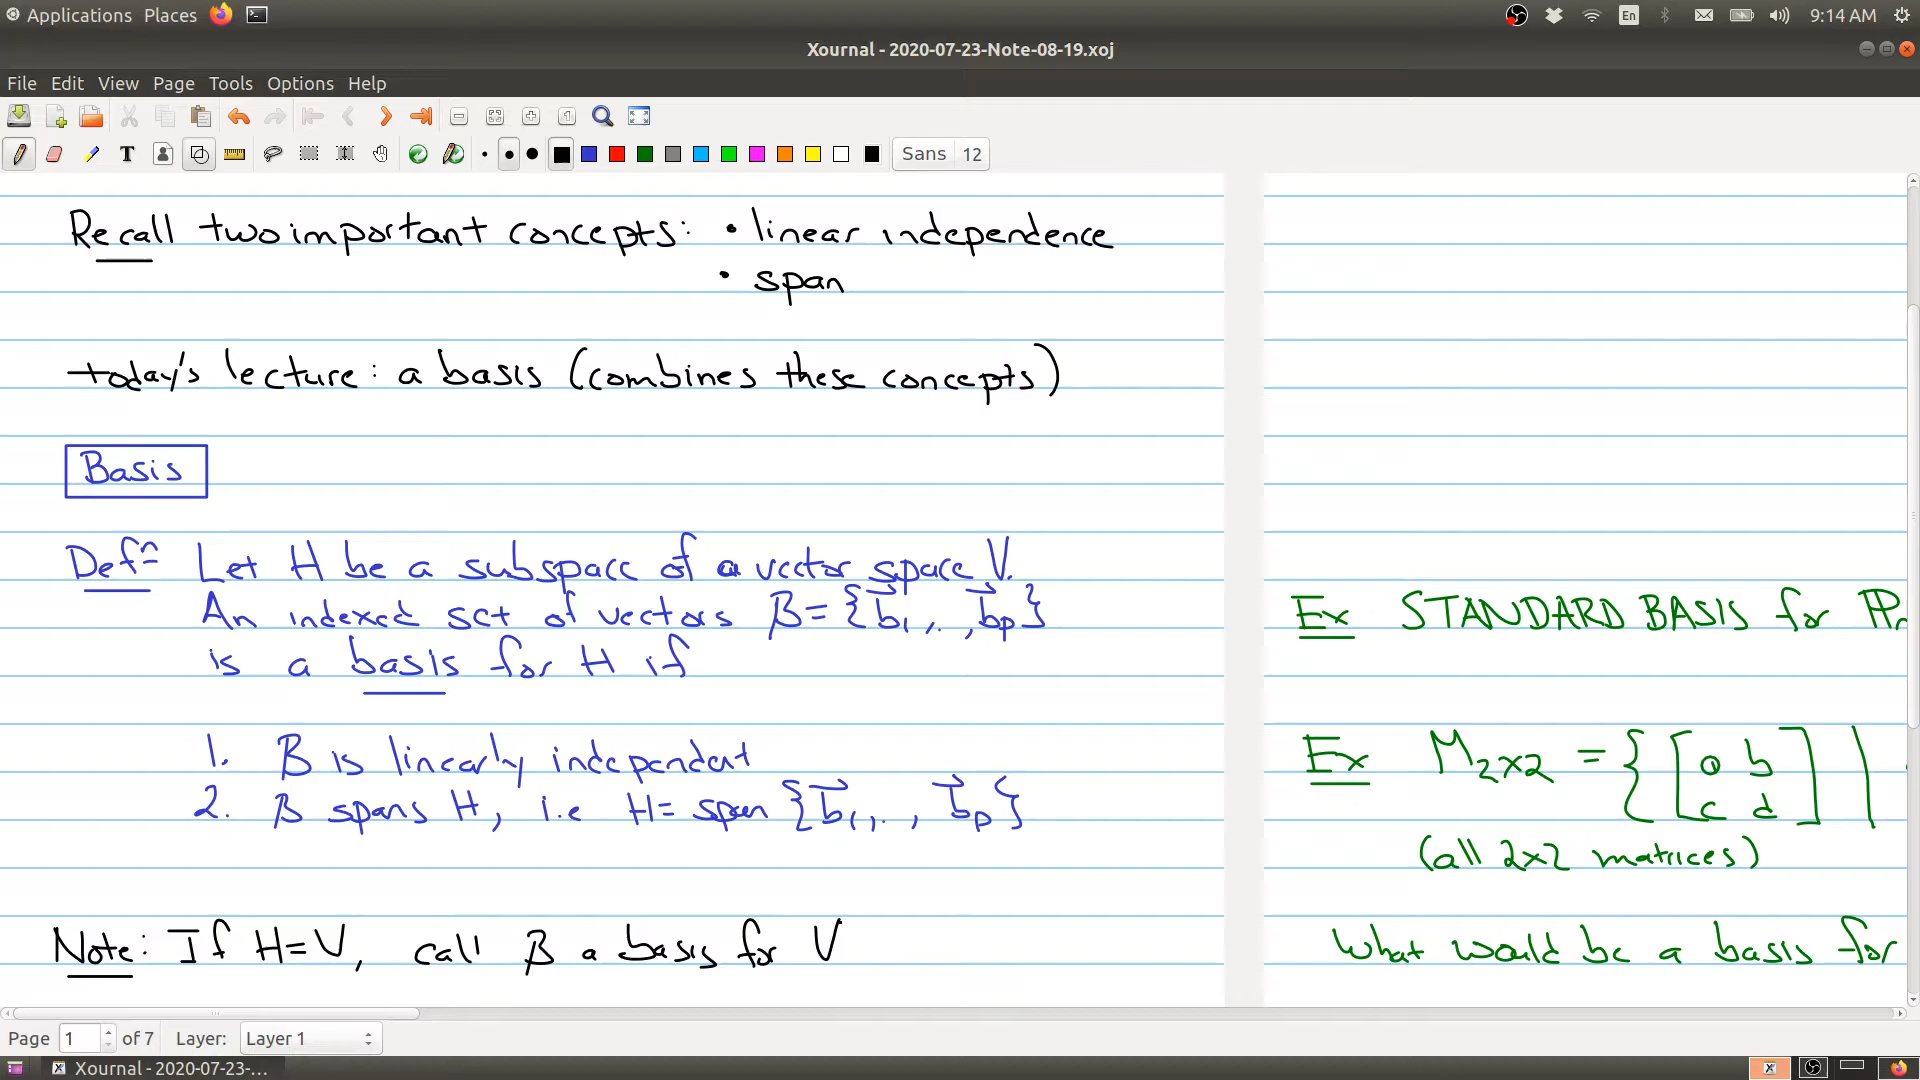 Applications Places En 9:14 AM
Xournal - 2020-07-23-Note-08-19.xoj
File Edit View Page Tools Options Help
T Sans 12
Recall two important concepts: • linear independence
• span
today's lecture: a basis (combines these concepts)
Basis
Defn Let H be a subspace of a vector space V.
An indexed set of vectors B = {b⃗1, .. , b⃗p}
is a basis for H if
1. B is linearly independent
2. B spans H, i.e H = span {b⃗1, .. , b⃗p}
Note: If H=V, call B a basis for V
Ex STANDARD BASIS for ℙn
Ex M2x2 = { [ a b
c d ] |
(all 2x2 matrices)
What would be a basis for
Page 1 of 7 Layer: Layer 1
Xournal - 2020-07-23-...